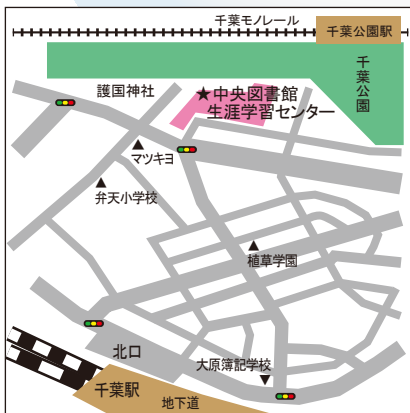 千葉モノレール
千葉公園駅
千葉公園
護国神社
★中央図書館
生涯学習センター
マツキヨ
弁天小学校
植草学園
北口
大原簿記学校
千葉駅
地下道